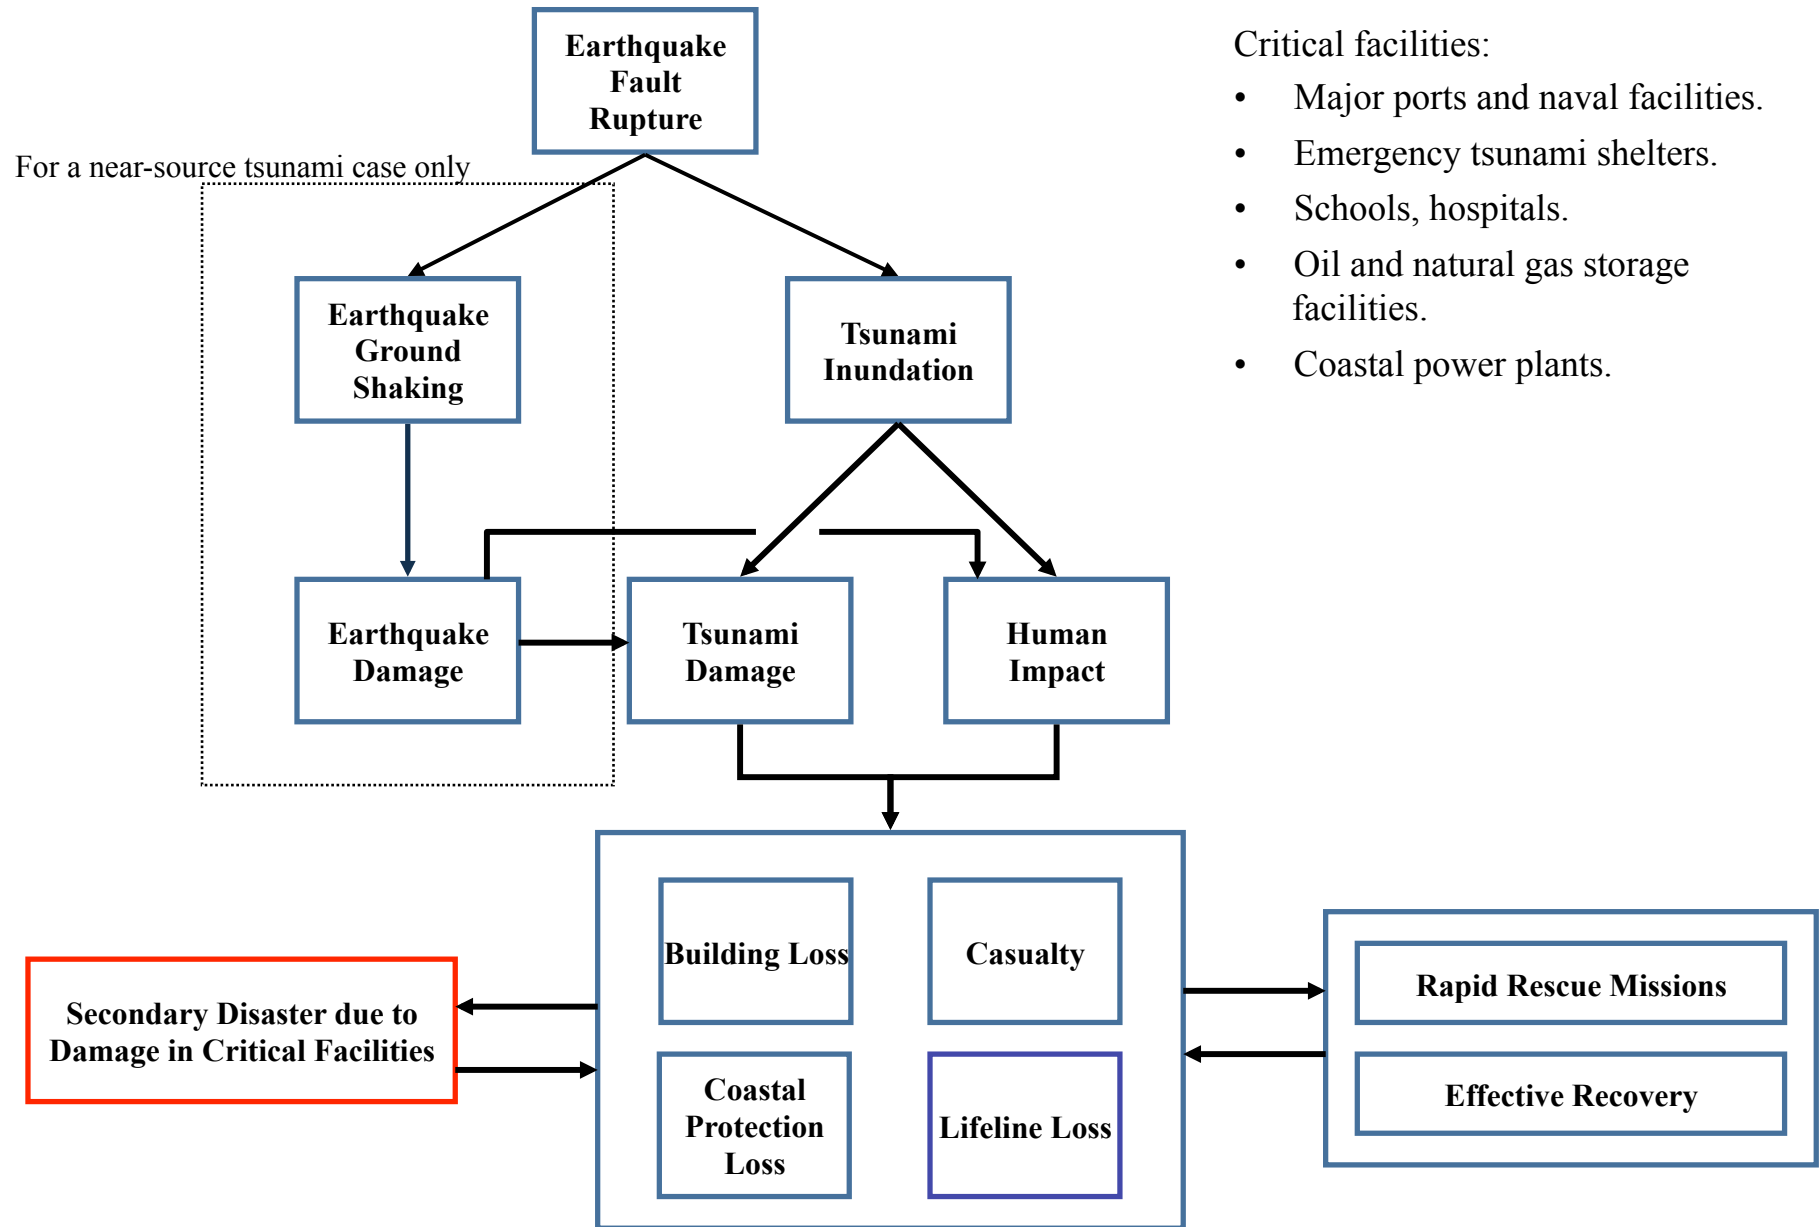 Earthquake
Fault
Rupture
Critical facilities:
• Major ports and naval facilities.
• Emergency tsunami shelters.
• Schools, hospitals.
• Oil and natural gas storage
facilities.
• Coastal power plants.
For a near-source tsunami case only
Earthquake
Ground
Shaking
Tsunami
Inundation
Earthquake
Damage
Tsunami
Damage
Human
Impact
Building Loss
Casualty
Coastal
Protection
Loss
Lifeline Loss
Secondary Disaster due to
Damage in Critical Facilities
Rapid Rescue Missions
Effective Recovery